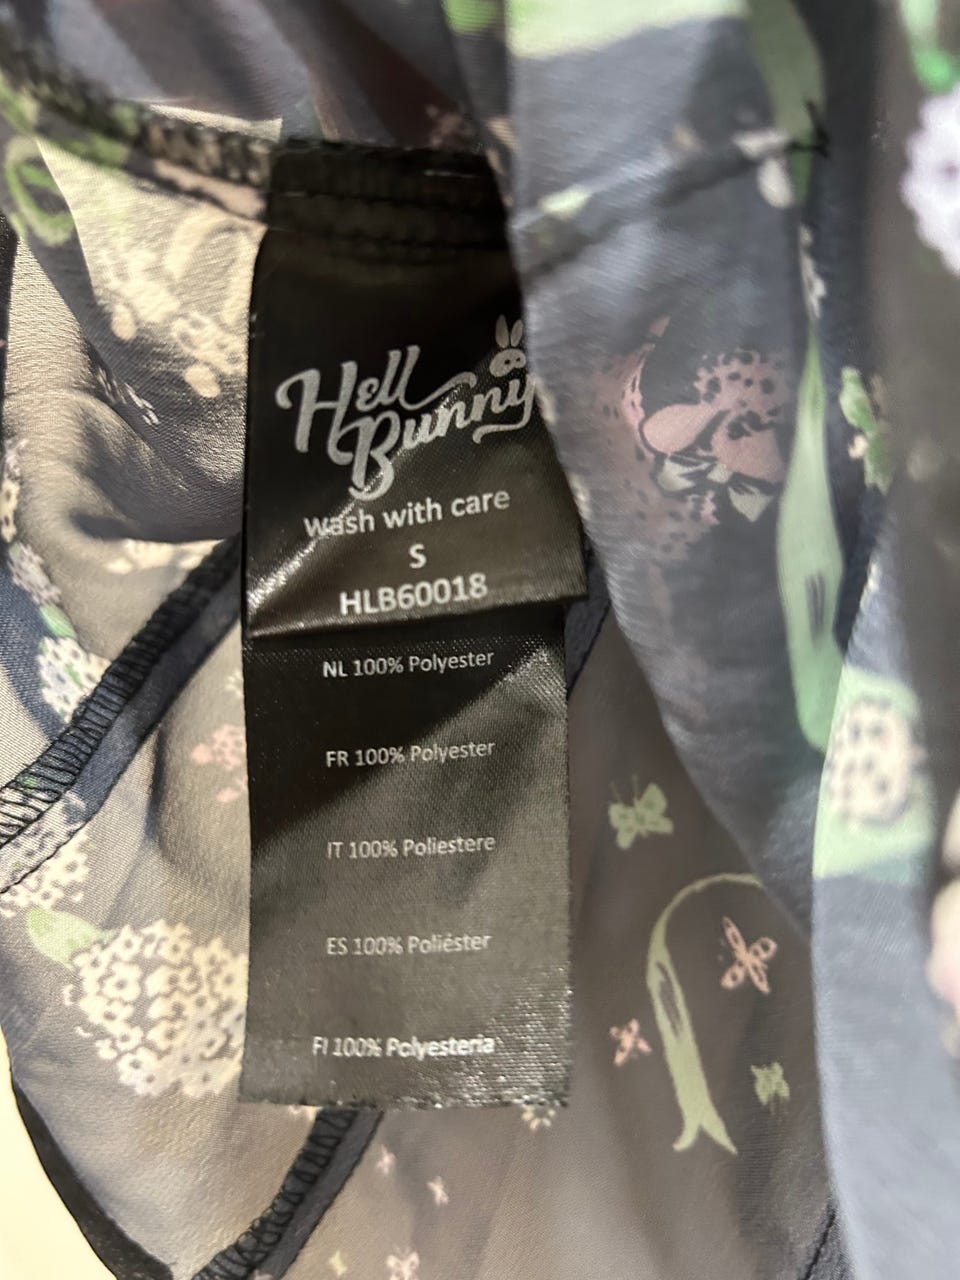 Hell
Bunny
wash with care
S
HLB60018
NL 100% Polyester
FR 100% Polyester
IT 100% Poliestere
ES 100% Poliéster
FI 100% Polyesteria